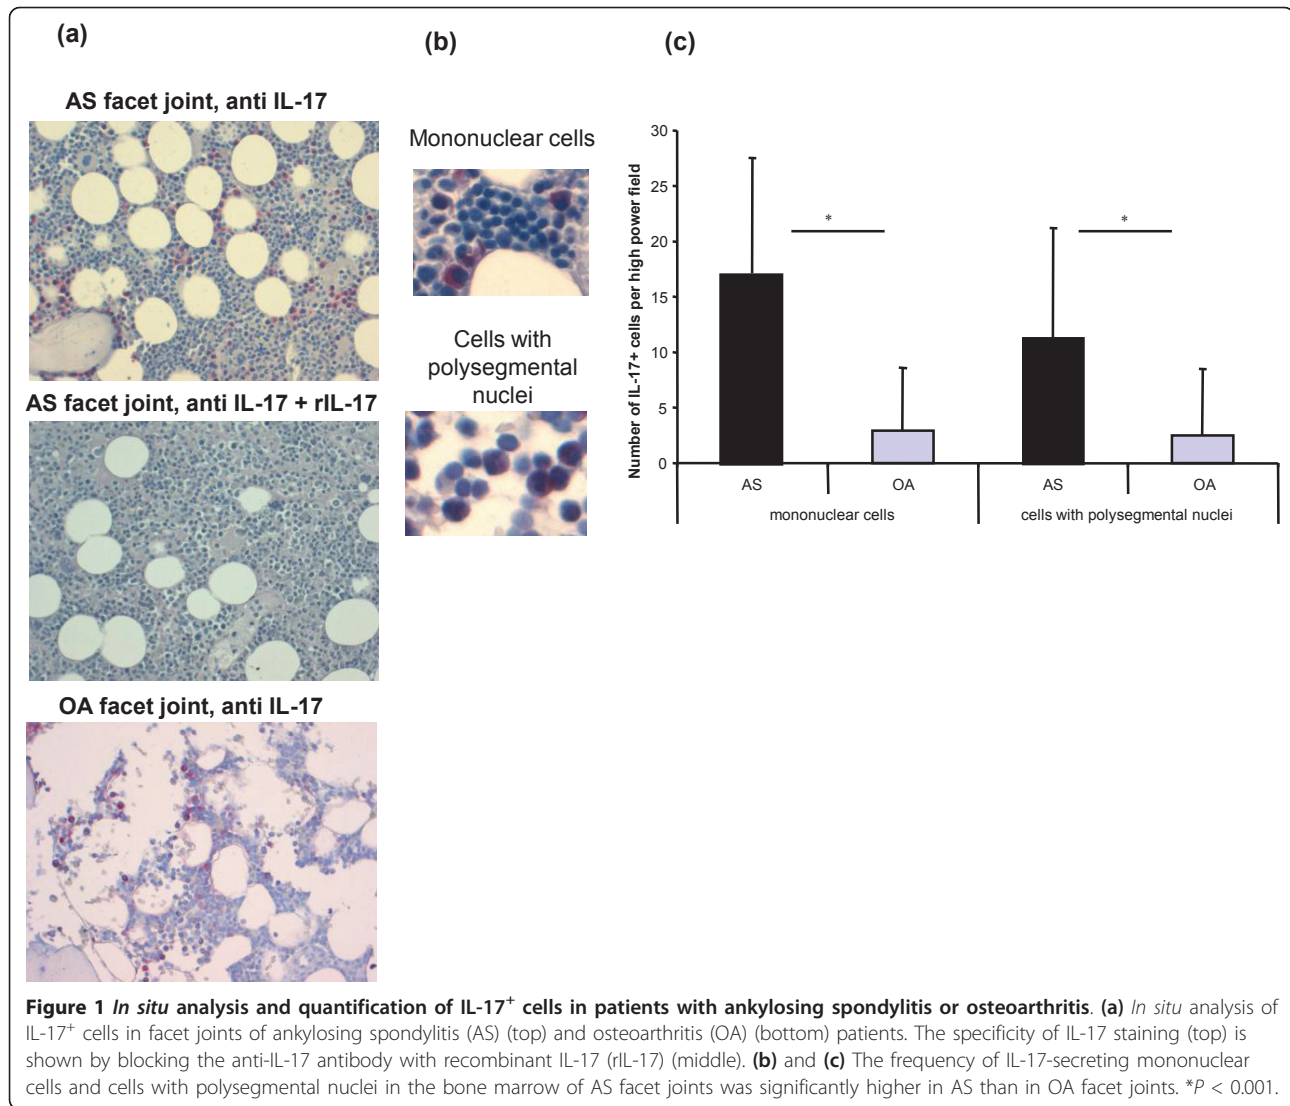 (a)
(b)
(c)
AS facet joint, anti IL-17
AS facet joint, anti IL-17 + rIL-17
OA facet joint, anti IL-17
Mononuclear cells
Cells with
polysegmental
nuclei
Number of IL-17+ cells per high power field
30
25
20
15
10
5
0
*
*
AS
OA
AS
OA
mononuclear cells
cells with polysegmental nuclei
Figure 1 In situ analysis and quantification of IL-17⁺ cells in patients with ankylosing spondylitis or osteoarthritis. (a) In situ analysis of
IL-17⁺ cells in facet joints of ankylosing spondylitis (AS) (top) and osteoarthritis (OA) (bottom) patients. The specificity of IL-17 staining (top) is
shown by blocking the anti-IL-17 antibody with recombinant IL-17 (rIL-17) (middle). (b) and (c) The frequency of IL-17-secreting mononuclear
cells and cells with polysegmental nuclei in the bone marrow of AS facet joints was significantly higher in AS than in OA facet joints. *P < 0.001.